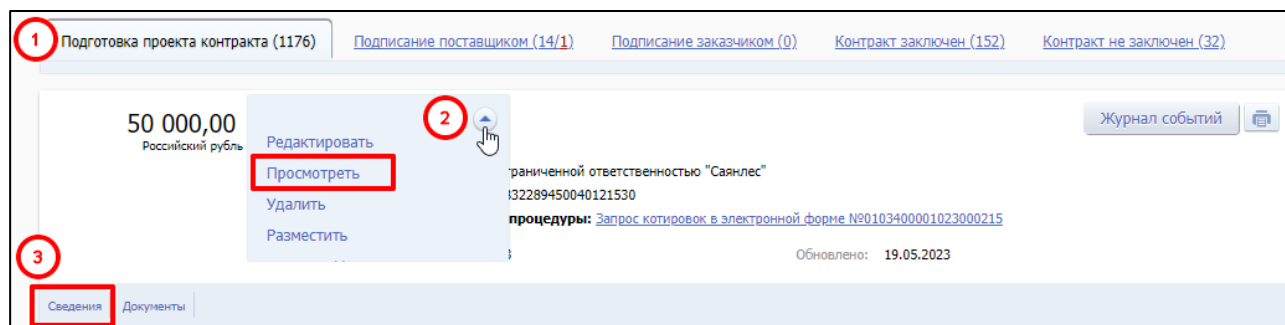 1 Подготовка проекта контракта (1176) Подписание поставщиком (14/1) Подписание заказчиком (0) Контракт заключен (152) Контракт не заключен (32)
50 000,00 2 Журнал событий
Российский рубль Редактировать
Просмотреть раниченной ответственностью "Саянлес"
32289450040121530
Удалить
процедуры: Запрос котировок в электронной форме №0103400001023000215
Разместить
3 Обновлено: 19.05.2023
Сведения Документы